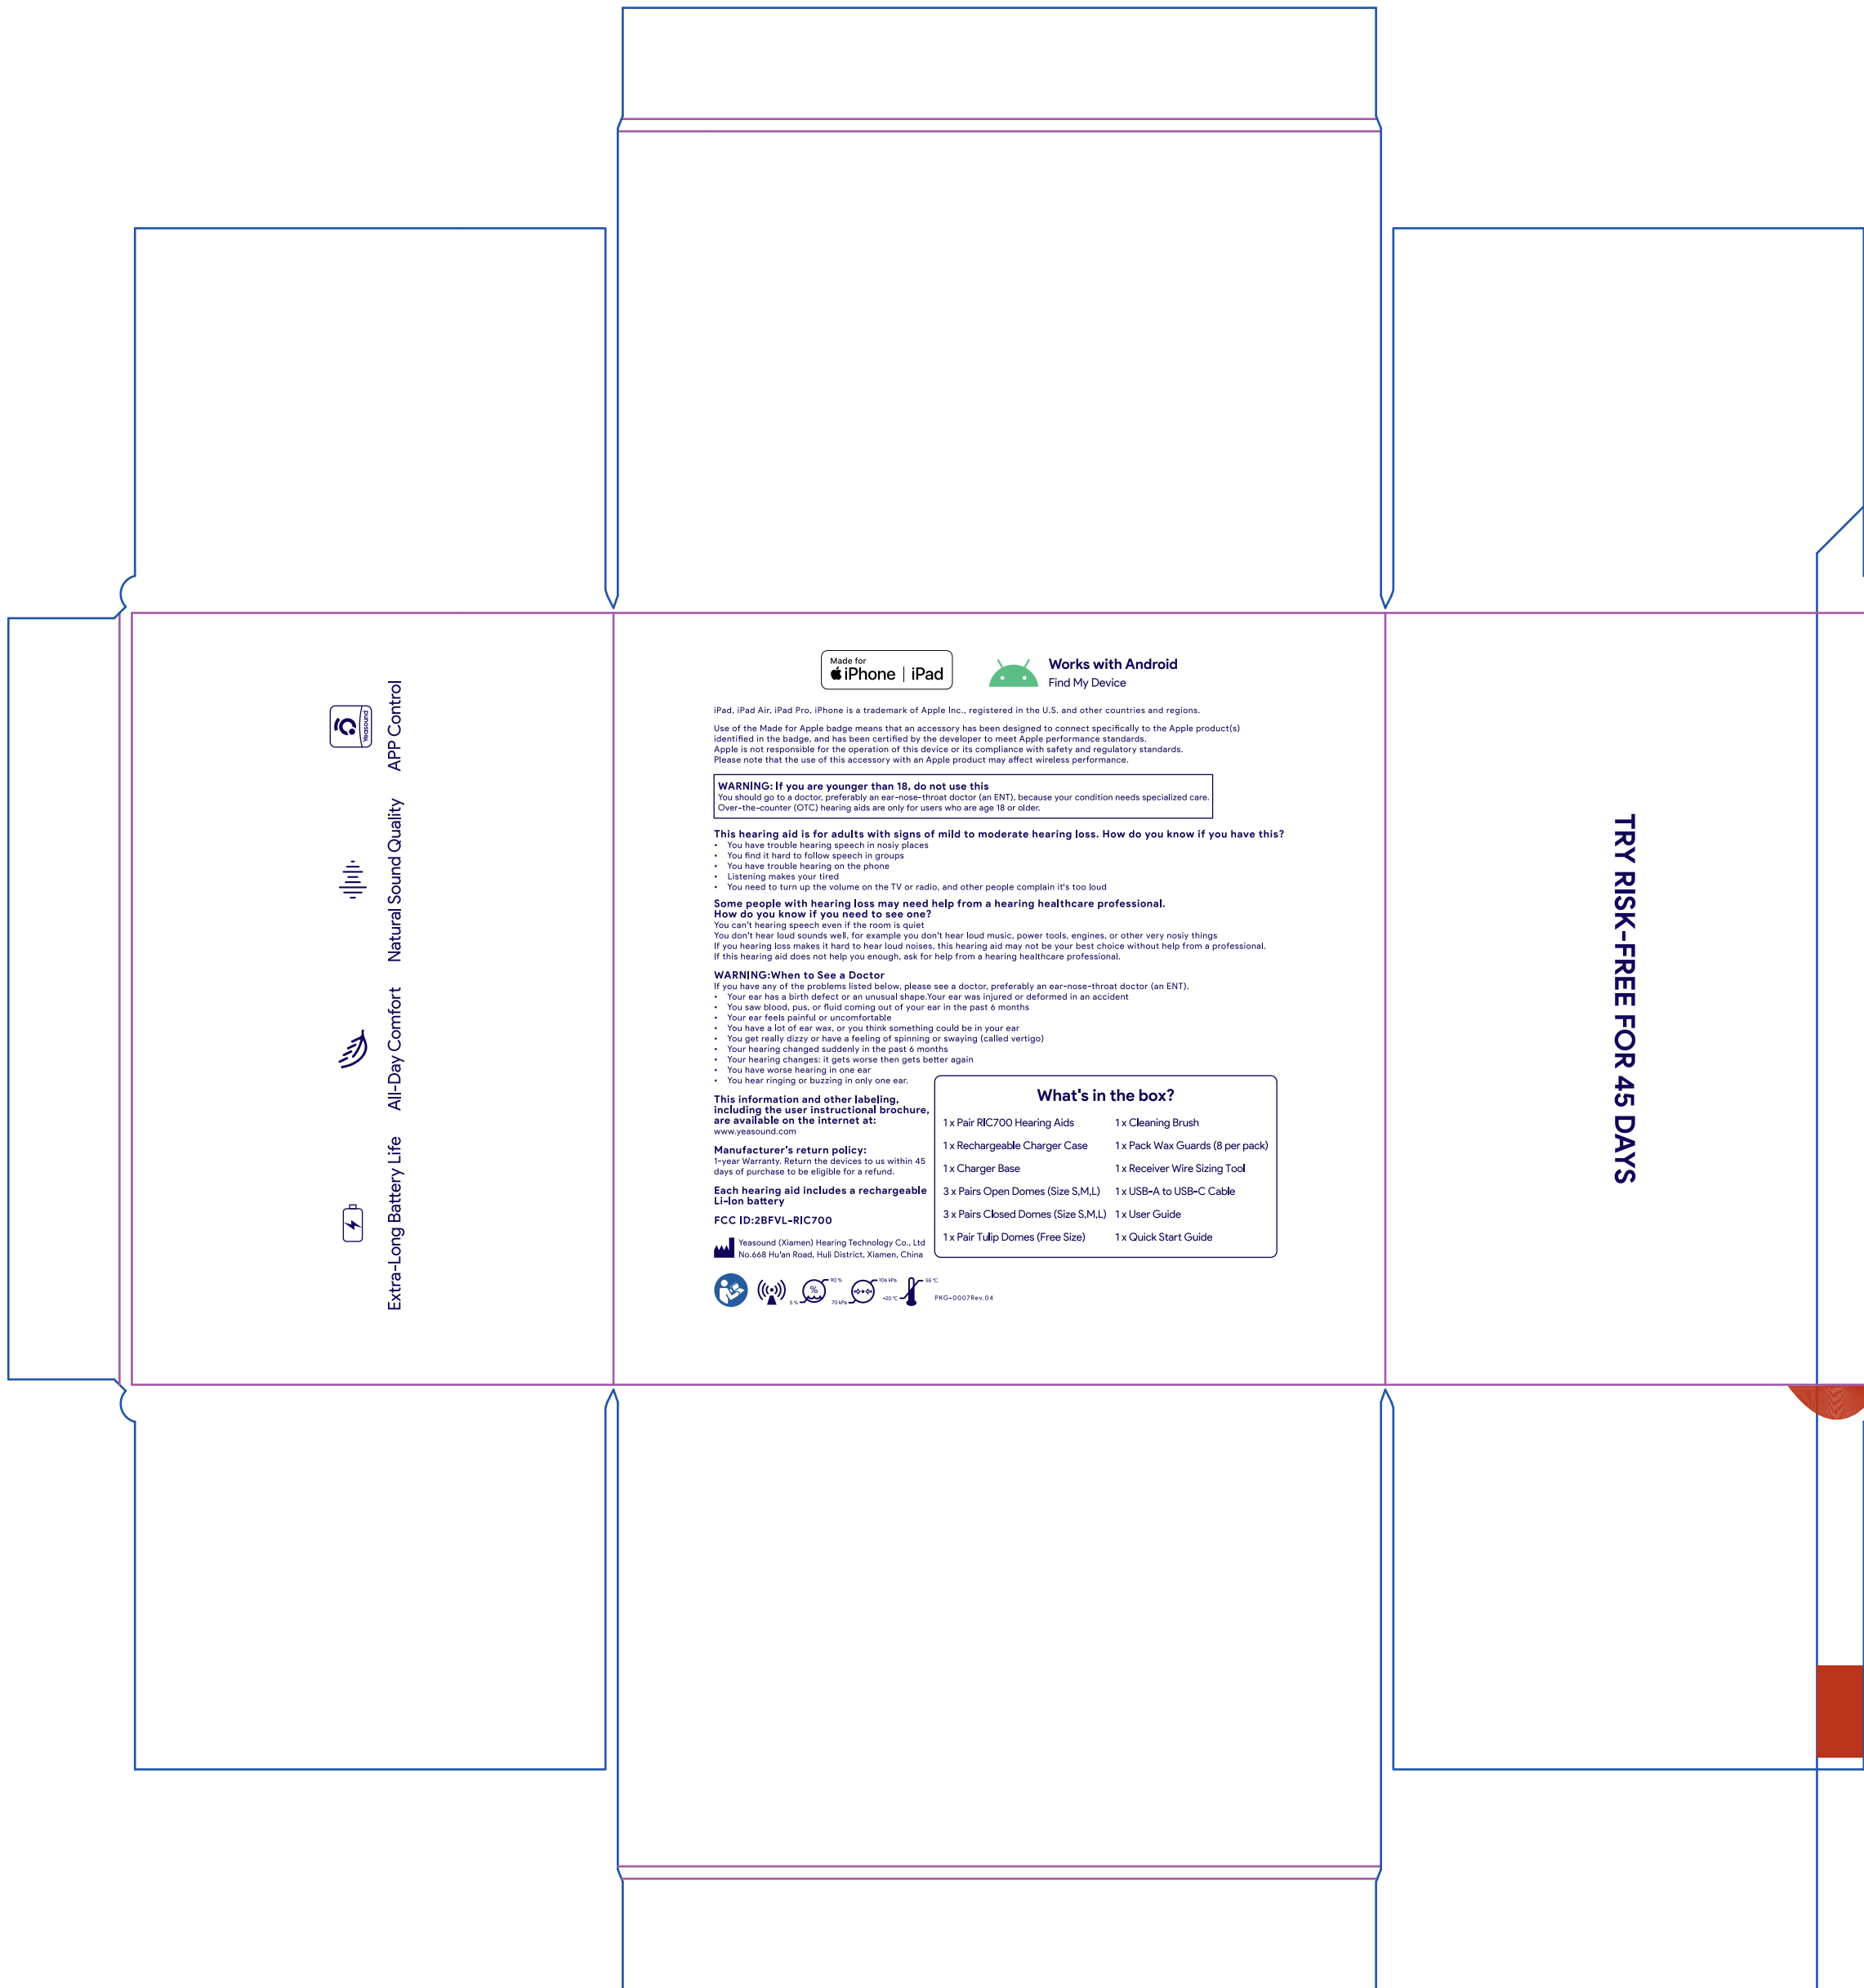 Made for
iPhone | iPad
Works with Android
Find My Device
iPad, iPad Air, iPad Pro, iPhone is a trademark of Apple Inc., registered in the U.S. and other countries and regions.
Use of the Made for Apple badge means that an accessory has been designed to connect specifically to the Apple product(s)
identified in the badge, and has been certified by the developer to meet Apple performance standards.
Apple is not responsible for the operation of this device or its compliance with safety and regulatory standards.
Please note that the use of this accessory with an Apple product may affect wireless performance.
WARNING: If you are younger than 18, do not use this
You should go to a doctor, preferably an ear-nose-throat doctor (an ENT), because your condition needs specialized care.
Over-the-counter (OTC) hearing aids are only for users who are age 18 or older.
This hearing aid is for adults with signs of mild to moderate hearing loss. How do you know if you have this?
• You have trouble hearing speech in nosiy places
• You find it hard to follow speech in groups
• You have trouble hearing on the phone
• Listening makes your tired
• You need to turn up the volume on the TV or radio, and other people complain it's too loud
Some people with hearing loss may need help from a hearing healthcare professional.
How do you know if you need to see one?
You can't hearing speech even if the room is quiet
You don't hear loud sounds well, for example you don't hear loud music, power tools, engines, or other very nosiy things
If you hearing loss makes it hard to hear loud noises, this hearing aid may not be your best choice without help from a professional.
If this hearing aid does not help you enough, ask for help from a hearing healthcare professional.
WARNING:When to See a Doctor
If you have any of the problems listed below, please see a doctor, preferably an ear-nose-throat doctor (an ENT).
• Your ear has a birth defect or an unusual shape.Your ear was injured or deformed in an accident
• You saw blood, pus, or fluid coming out of your ear in the past 6 months
• Your ear feels painful or uncomfortable
• You have a lot of ear wax, or you think something could be in your ear
• You get really dizzy or have a feeling of spinning or swaying (called vertigo)
• Your hearing changed suddenly in the past 6 months
• Your hearing changes: it gets worse then gets better again
• You have worse hearing in one ear
• You hear ringing or buzzing in only one ear.
This information and other labeling,
including the user instructional brochure,
are available on the internet at:
www.yeasound.com
Manufacturer's return policy:
1-year Warranty. Return the devices to us within 45
days of purchase to be eligible for a refund.
Each hearing aid includes a rechargeable
Li-Ion battery
FCC ID:2BFVL-RIC700
Yeasound (Xiamen) Hearing Technology Co., Ltd
No.668 Hu'an Road, Huli District, Xiamen, China
What's in the box?
1 x Pair RIC700 Hearing Aids
1 x Rechargeable Charger Case
1 x Charger Base
3 x Pairs Open Domes (Size S,M,L)
3 x Pairs Closed Domes (Size S,M,L)
1 x Pair Tulip Domes (Free Size)
1 x Cleaning Brush
1 x Pack Wax Guards (8 per pack)
1 x Receiver Wire Sizing Tool
1 x USB-A to USB-C Cable
1 x User Guide
1 x Quick Start Guide
5 % % 90 %
70 kPa 106 kPa
-20 °C 55 °C
PKG-0007Rev.04
Yeasound
APP Control
Natural Sound Quality
All-Day Comfort
Extra-Long Battery Life
TRY RISK-FREE FOR 45 DAYS